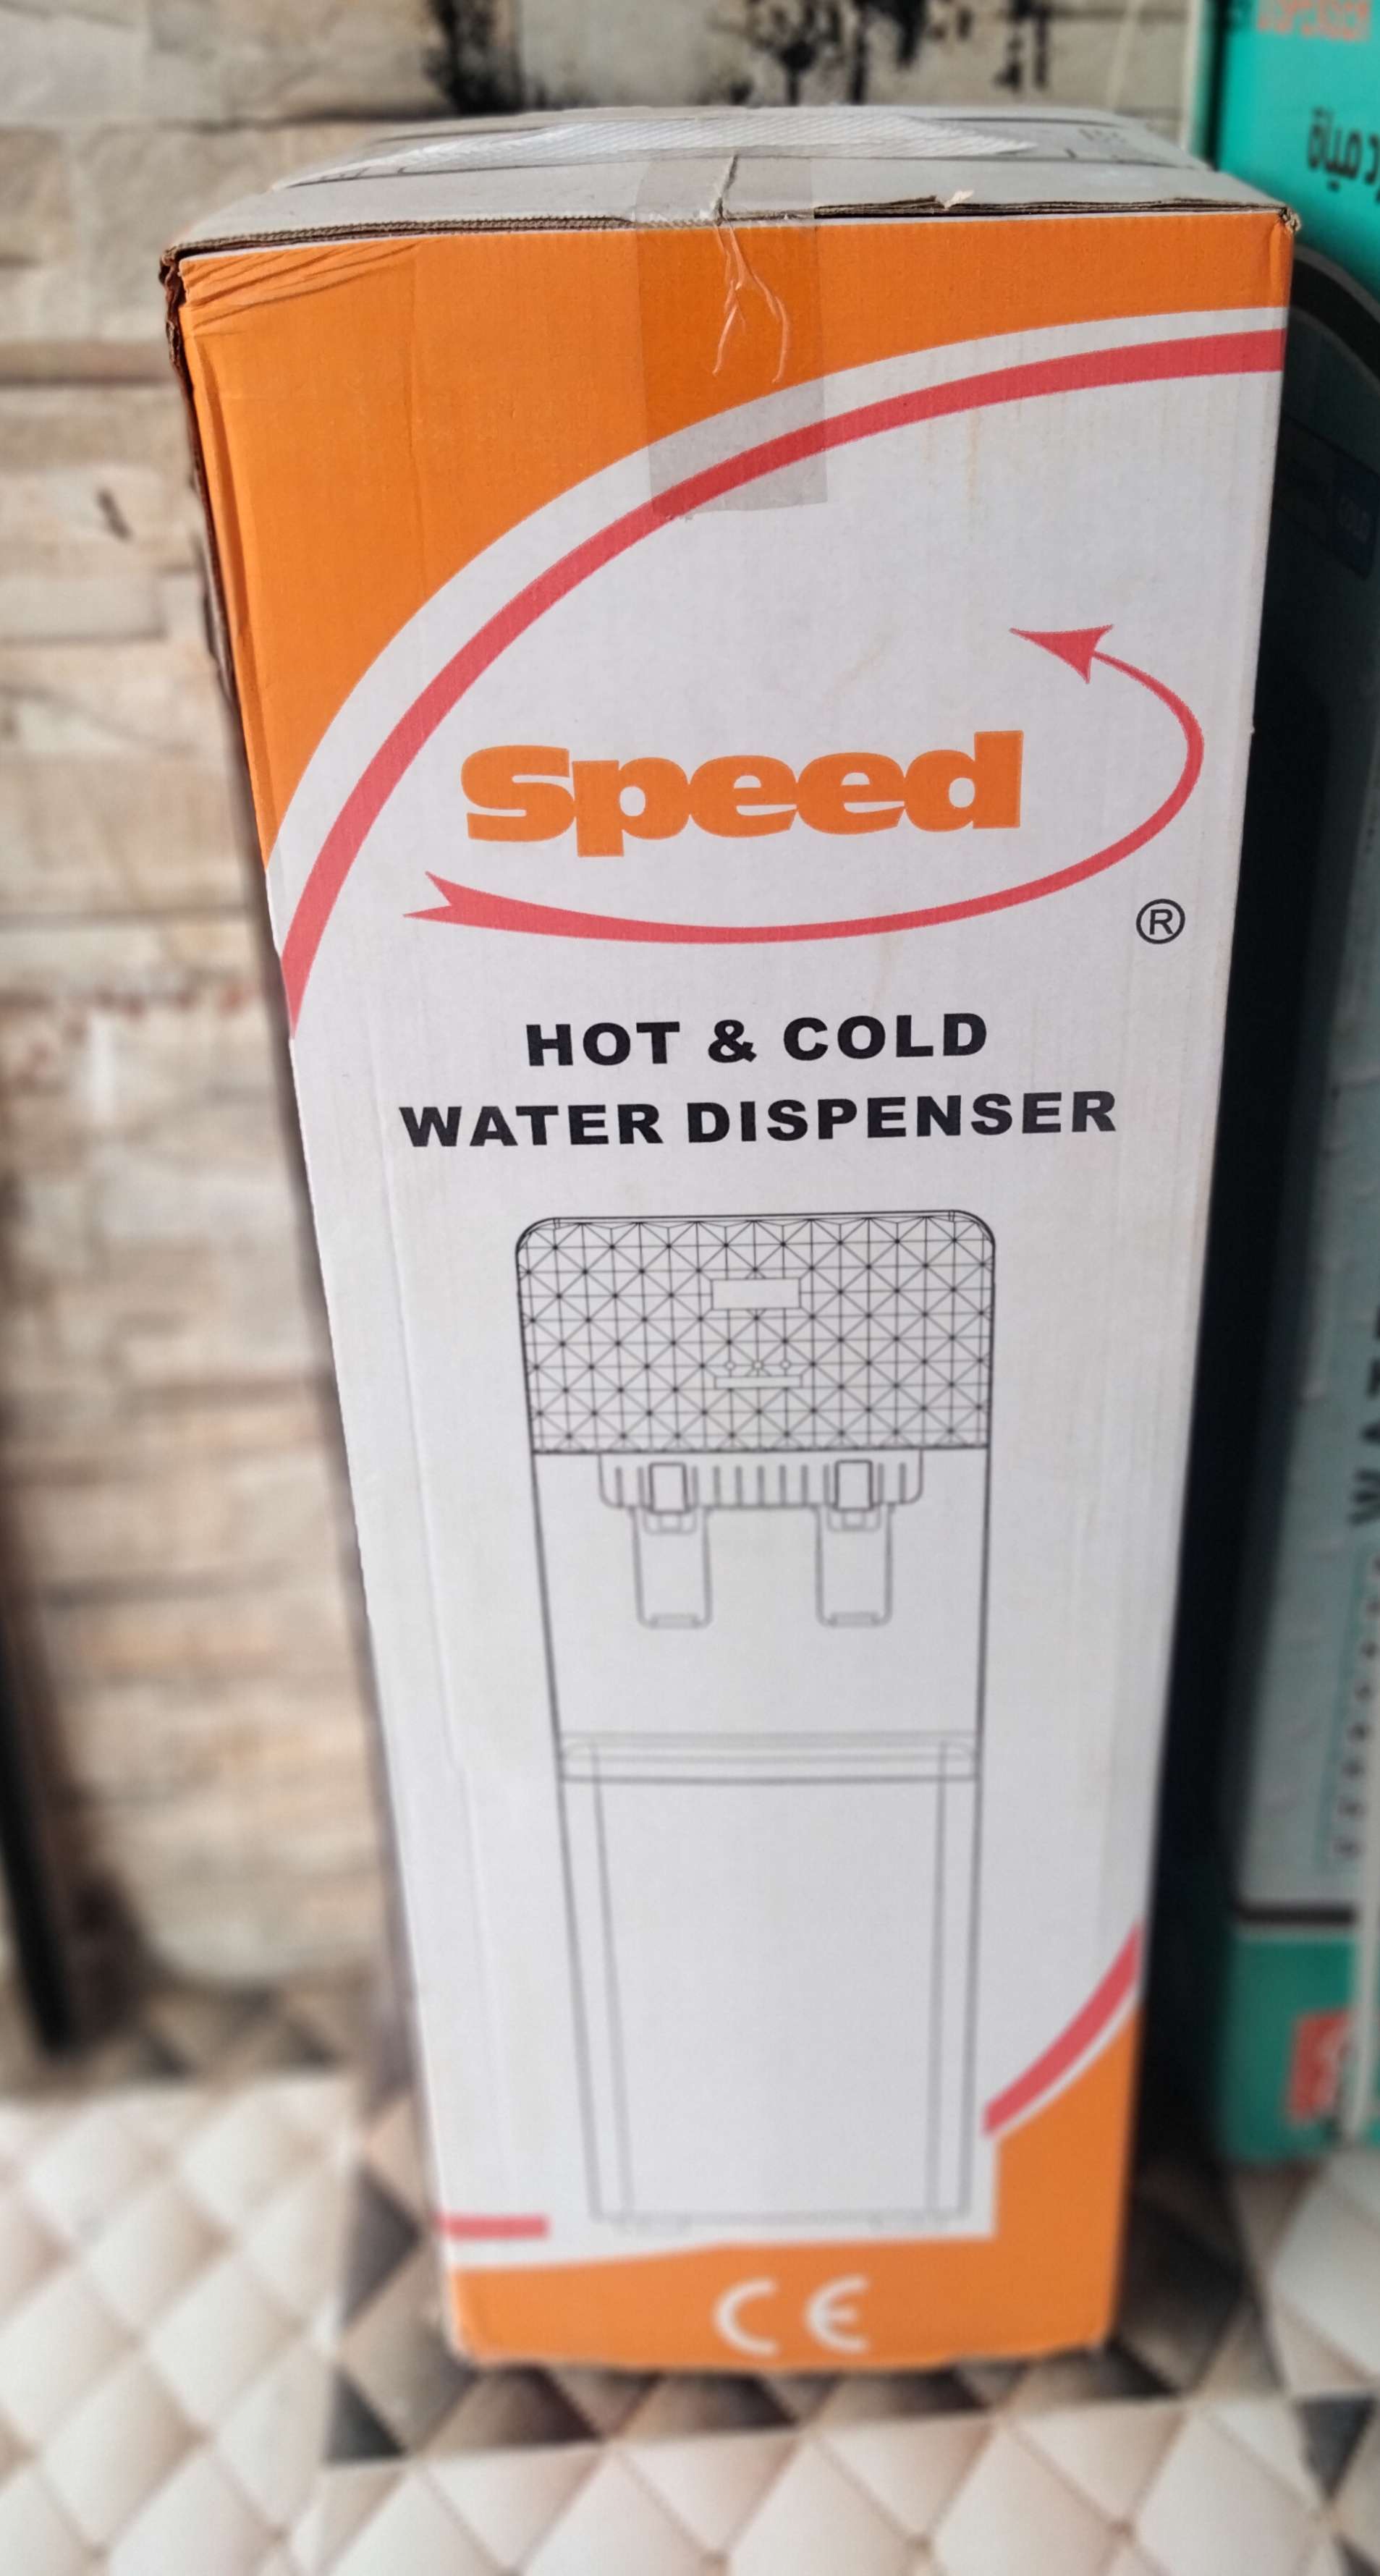 speed
®
HOT & COLD
WATER DISPENSER
CE